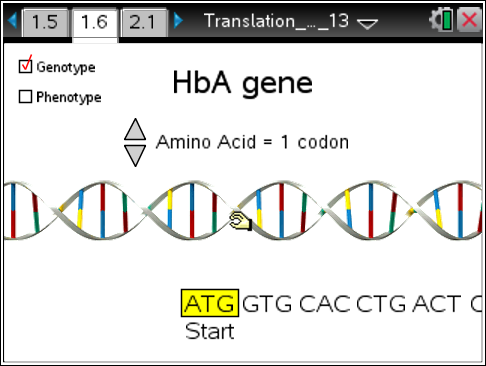 1.5 1.6 2.1 Translation_..._13
Genotype
HbA gene
Phenotype
Amino Acid = 1 codon
ATG GTG CAC CTG ACT
Start